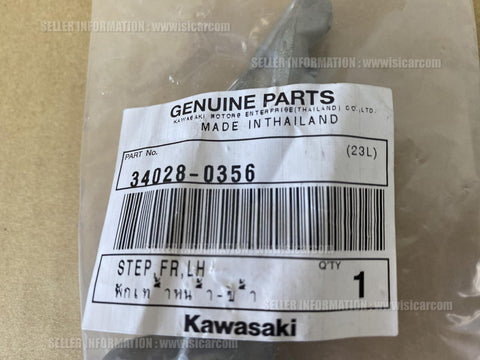 SELLER INFORMATION : www.isicar.com
SELLER INFORMATION : www.isicar.com
GENUINE PARTS
KAWASAKI MOTORS ENTERPRISE(THAILAND) CO.,LTD.
MADE IN THAILAND
PART No. (23L)
34028-0356
STEP,FR,LH Q'TY
พักเท้าหน้า-ซ้าย 1
Kawasaki
SELLER INFORMATION : www.isicar.com
SELLER INFORMATION : www.isicar.com